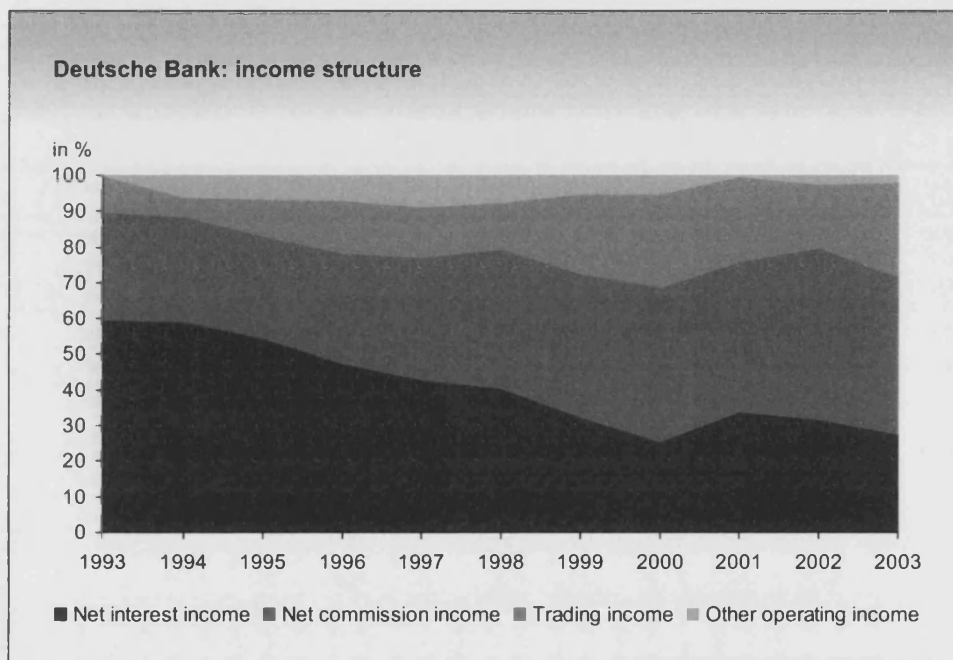 Deutsche Bank: income structure
in %
100
90
80
70
60
50
40
30
20
10
0
1993 1994 1995 1996 1997 1998 1999 2000 2001 2002 2003
Net interest income Net commission income Trading income Other operating income